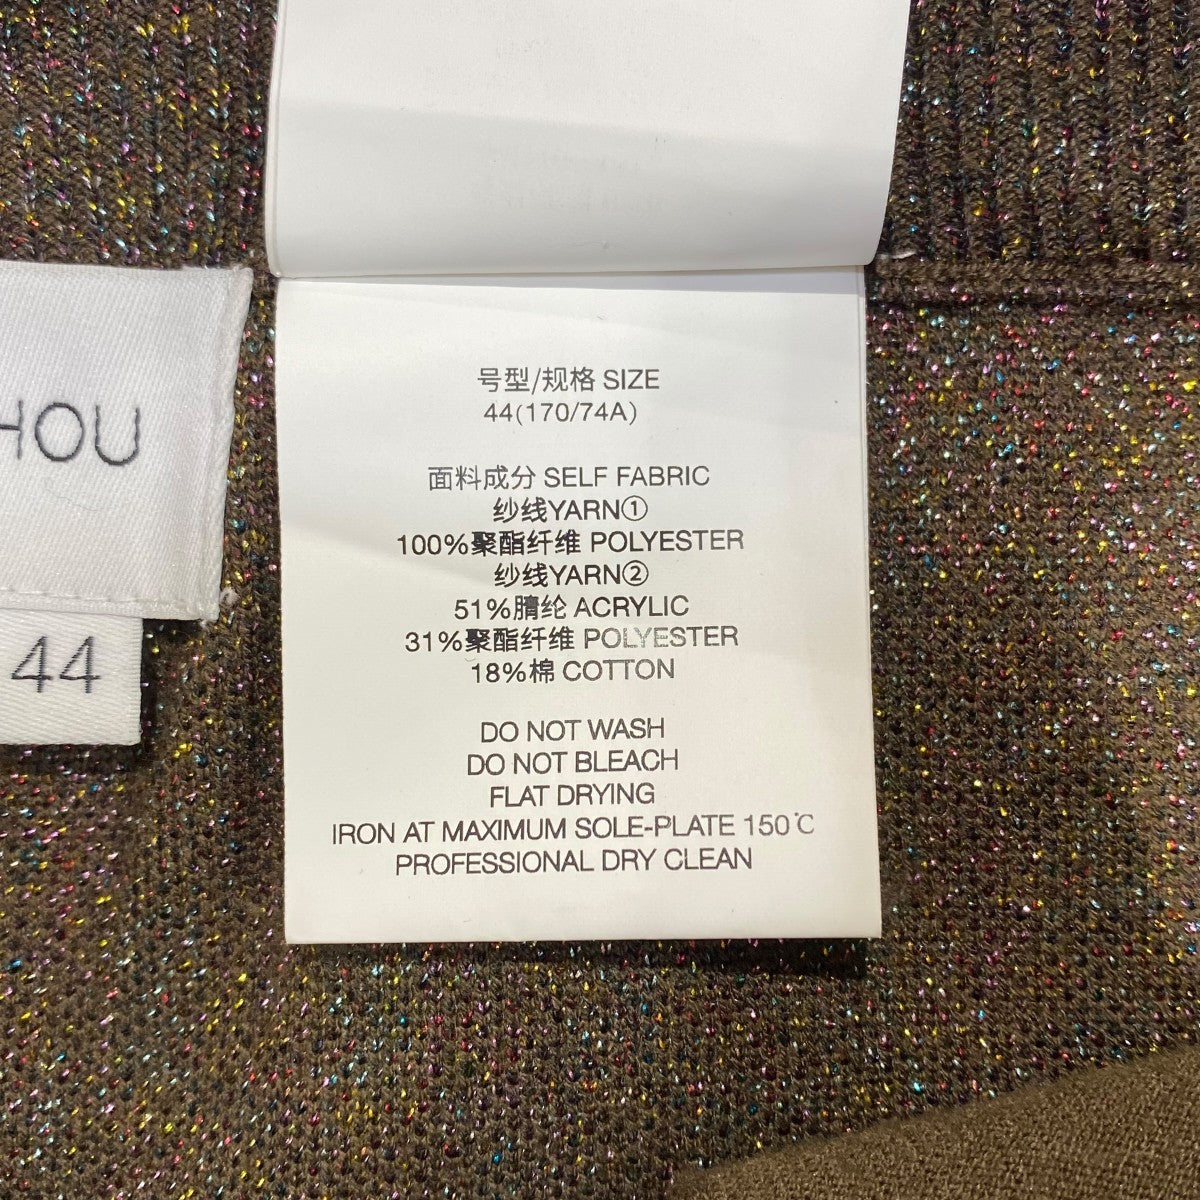 HOU
44
号型/规格 SIZE
44(170/74A)
面料成分 SELF FABRIC
纱线YARN①
100%聚酯纤维 POLYESTER
纱线YARN②
51%腈纶 ACRYLIC
31%聚酯纤维 POLYESTER
18%棉 COTTON
DO NOT WASH
DO NOT BLEACH
FLAT DRYING
IRON AT MAXIMUM SOLE-PLATE 150℃
PROFESSIONAL DRY CLEAN